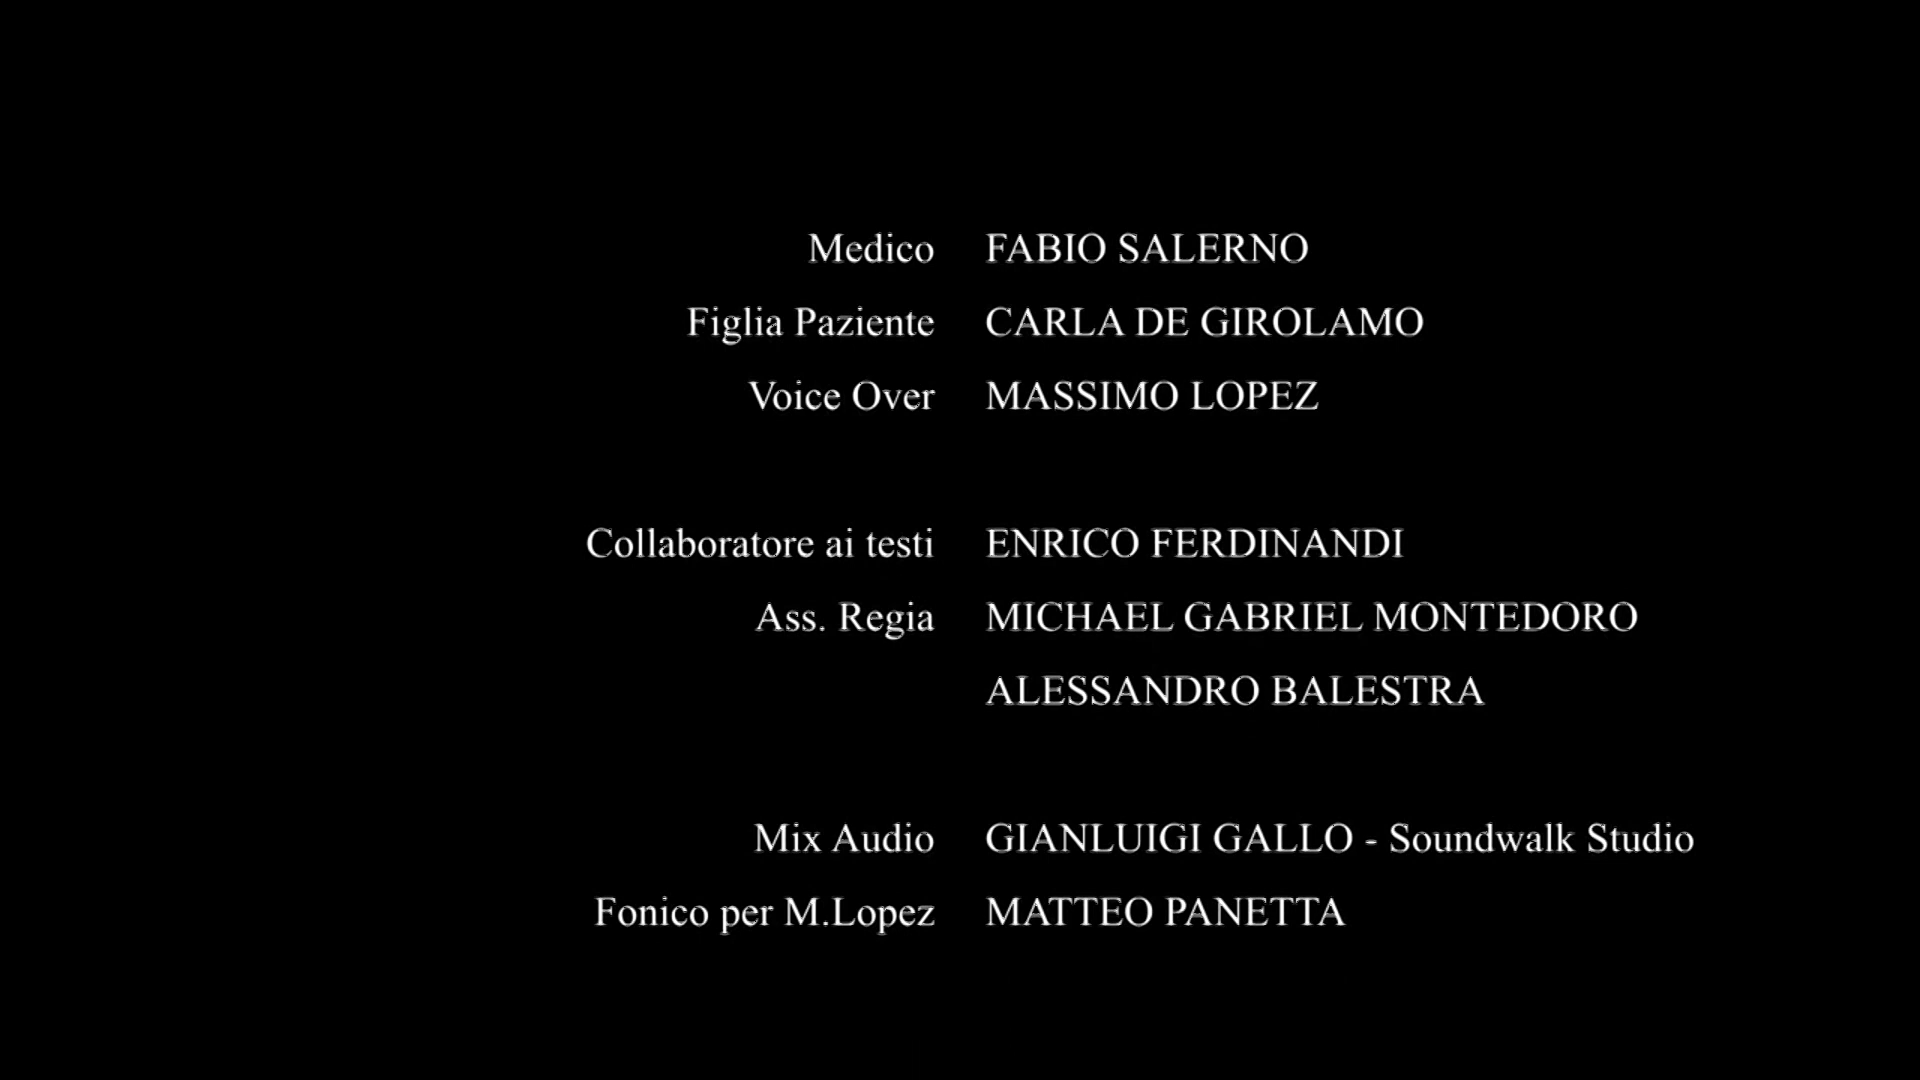 Medico FABIO SALERNO
Figlia Paziente CARLA DE GIROLAMO
Voice Over MASSIMO LOPEZ
Collaboratore ai testi ENRICO FERDINANDI
Ass. Regia MICHAEL GABRIEL MONTEDORO
ALESSANDRO BALESTRA
Mix Audio GIANLUIGI GALLO - Soundwalk Studio
Fonico per M.Lopez MATTEO PANETTA